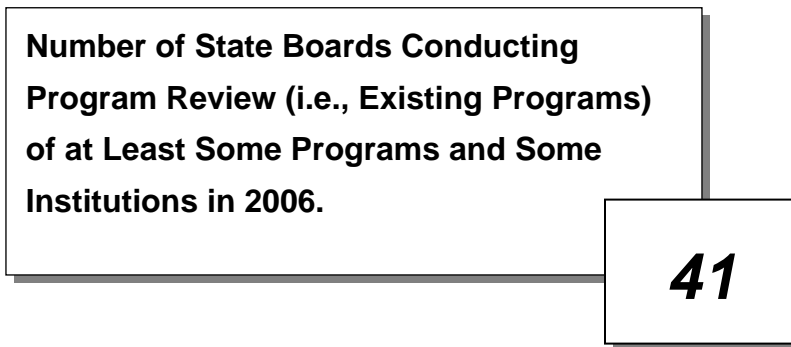 Number of State Boards Conducting
Program Review (i.e., Existing Programs)
of at Least Some Programs and Some
Institutions in 2006.
41